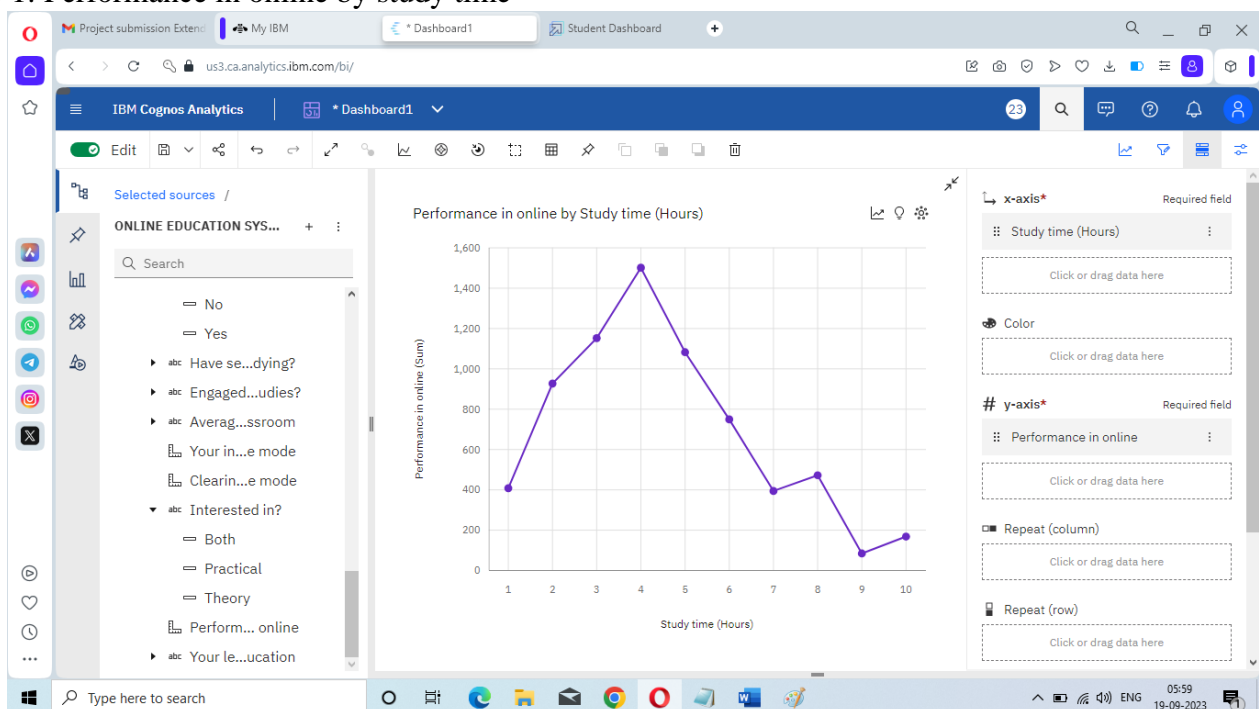 1. Performance in online by study time
Project submission Extend
My IBM
* Dashboard1
Student Dashboard
us3.ca.analytics.ibm.com/bi/
IBM Cognos Analytics
* Dashboard1
23
Edit
Selected sources /
ONLINE EDUCATION SYS...
Search
No
Yes
abc Have se...dying?
abc Engaged...udies?
abc Averag...ssroom
Your in...e mode
Clearin...e mode
abc Interested in?
Both
Practical
Theory
Perform... online
abc Your le...ucation
Performance in online by Study time (Hours)
Performance in online (Sum)
1,600
1,400
1,200
1,000
800
600
400
200
0
1 2 3 4 5 6 7 8 9 10
Study time (Hours)
x-axis* Required field
Study time (Hours)
Click or drag data here
Color
Click or drag data here
# y-axis* Required field
Performance in online
Click or drag data here
Repeat (column)
Click or drag data here
Repeat (row)
Click or drag data here
Type here to search
ENG
05:59
19-09-2023